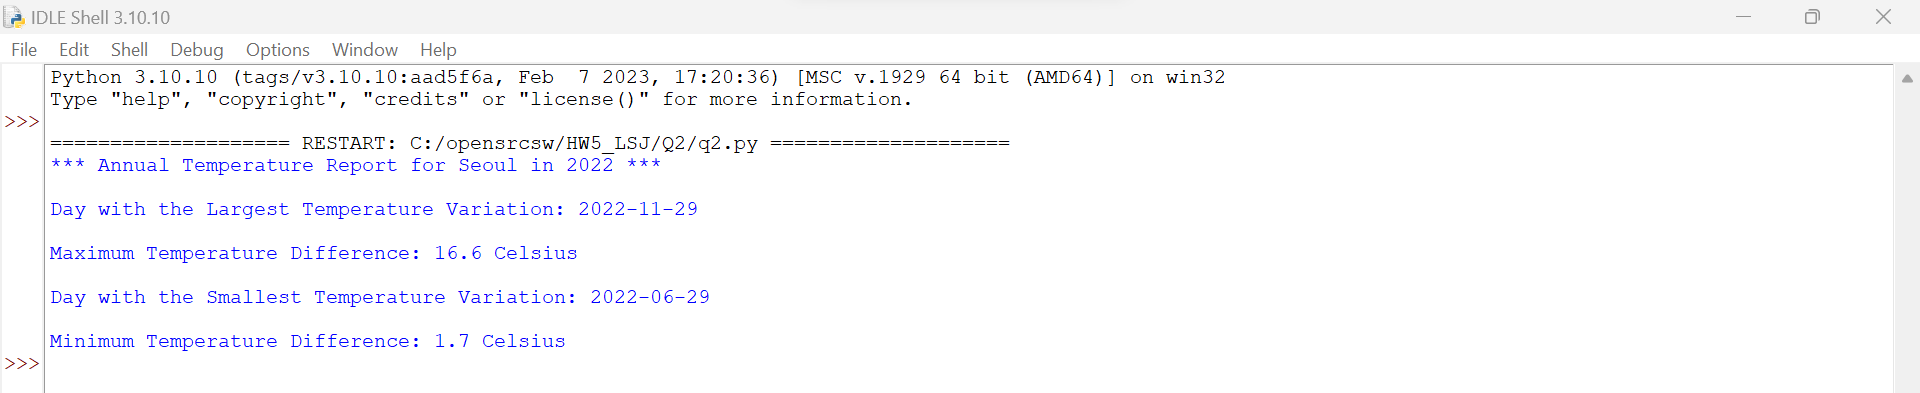 IDLE Shell 3.10.10
File Edit Shell Debug Options Window Help
Python 3.10.10 (tags/v3.10.10:aad5f6a, Feb  7 2023, 17:20:36) [MSC v.1929 64 bit (AMD64)] on win32
Type "help", "copyright", "credits" or "license()" for more information.
>>>
==================== RESTART: C:/opensrcsw/HW5_LSJ/Q2/q2.py ====================
*** Annual Temperature Report for Seoul in 2022 ***
Day with the Largest Temperature Variation: 2022-11-29
Maximum Temperature Difference: 16.6 Celsius
Day with the Smallest Temperature Variation: 2022-06-29
Minimum Temperature Difference: 1.7 Celsius
>>>